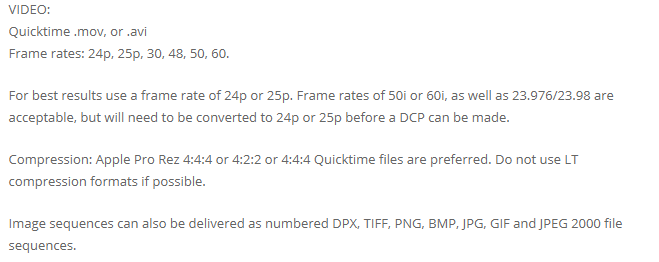 VIDEO:
Quicktime .mov, or .avi
Frame rates: 24p, 25p, 30, 48, 50, 60.
For best results use a frame rate of 24p or 25p. Frame rates of 50i or 60i, as well as 23.976/23.98 are
acceptable, but will need to be converted to 24p or 25p before a DCP can be made.
Compression: Apple Pro Rez 4:4:4 or 4:2:2 or 4:4:4 Quicktime files are preferred. Do not use LT
compression formats if possible.
Image sequences can also be delivered as numbered DPX, TIFF, PNG, BMP, JPG, GIF and JPEG 2000 file
sequences.